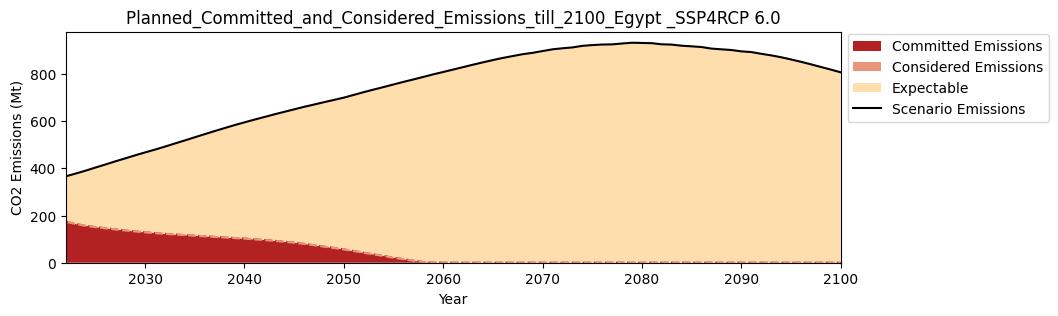 Planned_Committed_and_Considered_Emissions_till_2100_Egypt _SSP4RCP 6.0
Committed Emissions
Considered Emissions
Expectable
Scenario Emissions
CO2 Emissions (Mt)
800
600
400
200
0
2030 2040 2050 2060 2070 2080 2090 2100
Year